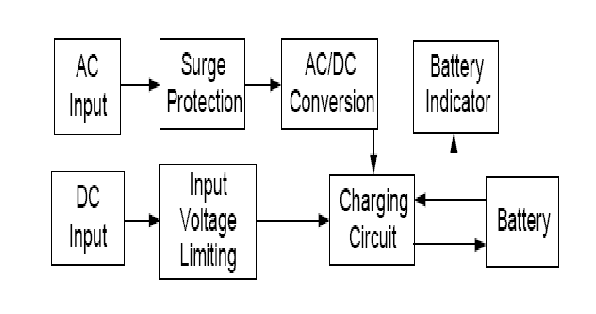 AC
Input
Surge
Protection
AC/DC
Conversion
Battery
Indicator
DC
Input
Input
Voltage
Limiting
Charging
Circuit
Battery